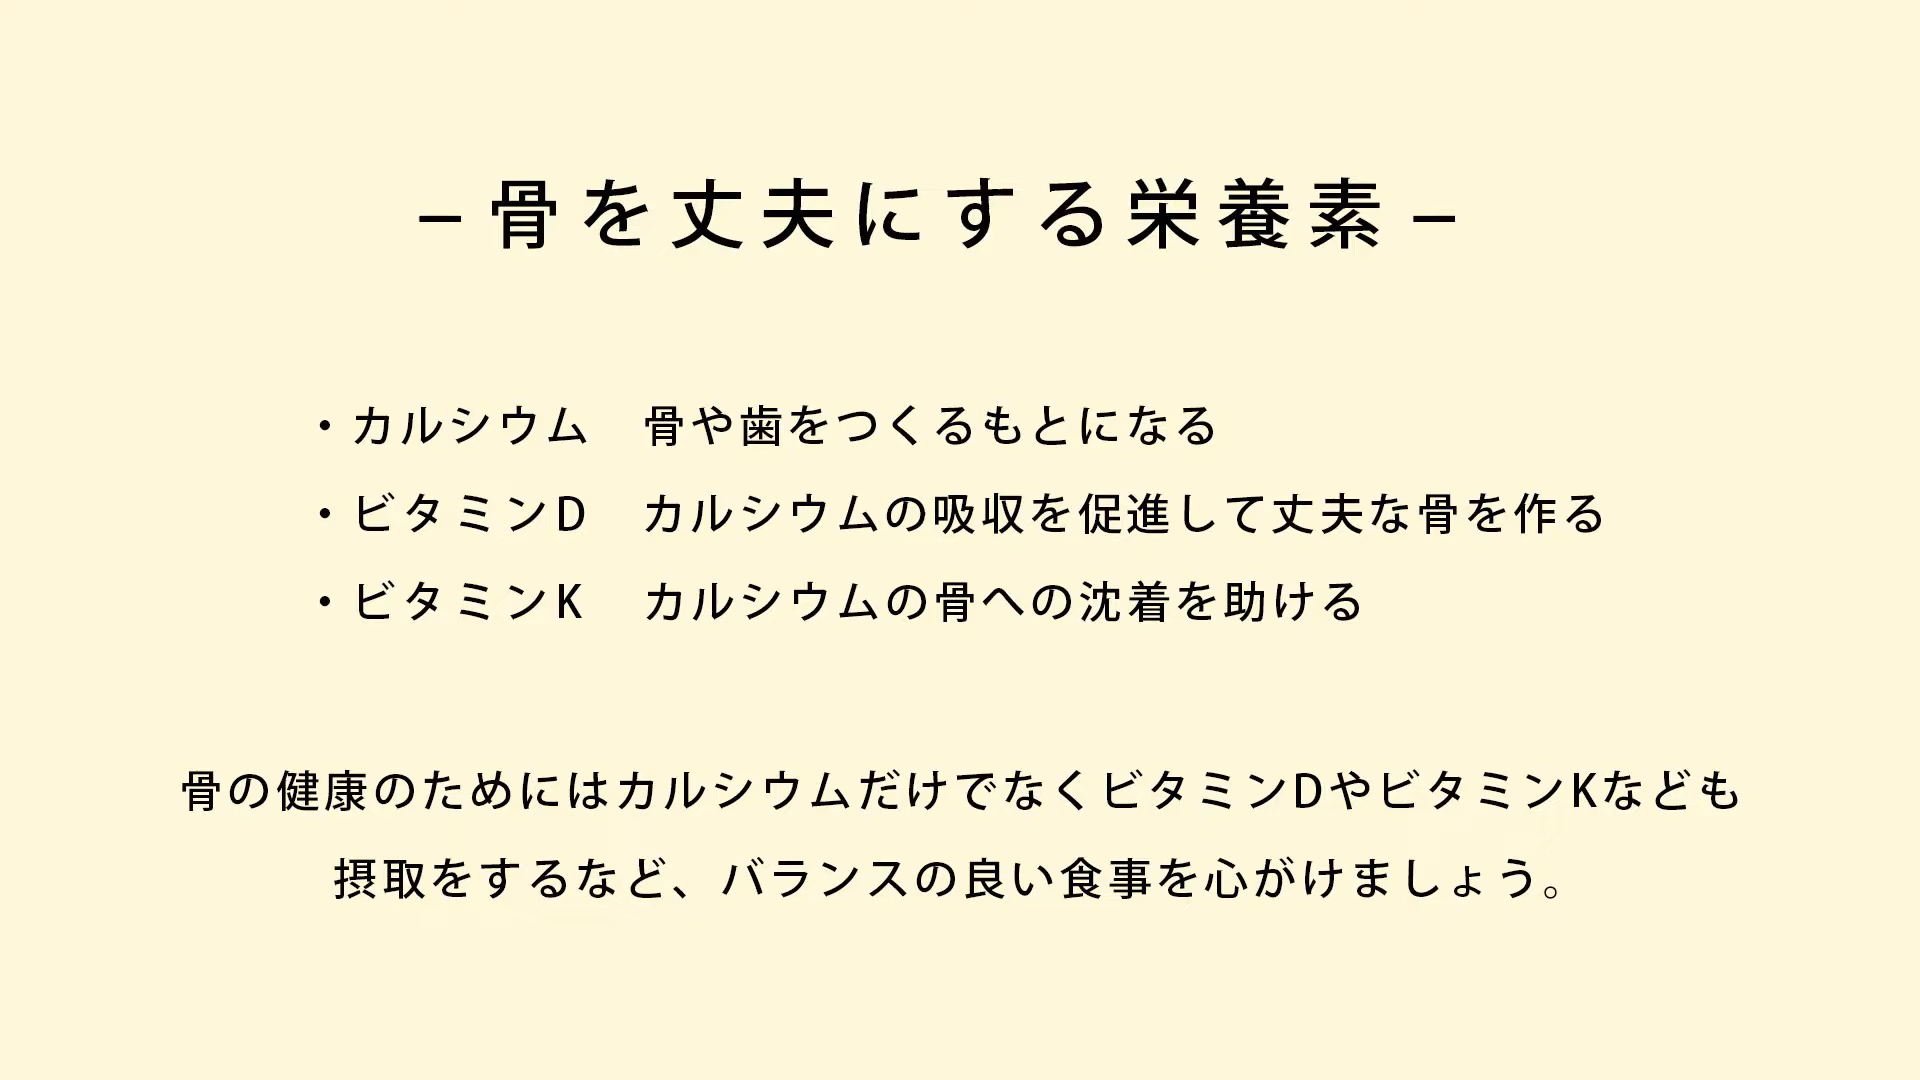 – 骨を丈夫にする栄養素 –
・カルシウム　骨や歯をつくるもとになる
・ビタミンD　カルシウムの吸収を促進して丈夫な骨を作る
・ビタミンK　カルシウムの骨への沈着を助ける
骨の健康のためにはカルシウムだけでなくビタミンDやビタミンKなども
摂取をするなど、バランスの良い食事を心がけましょう。